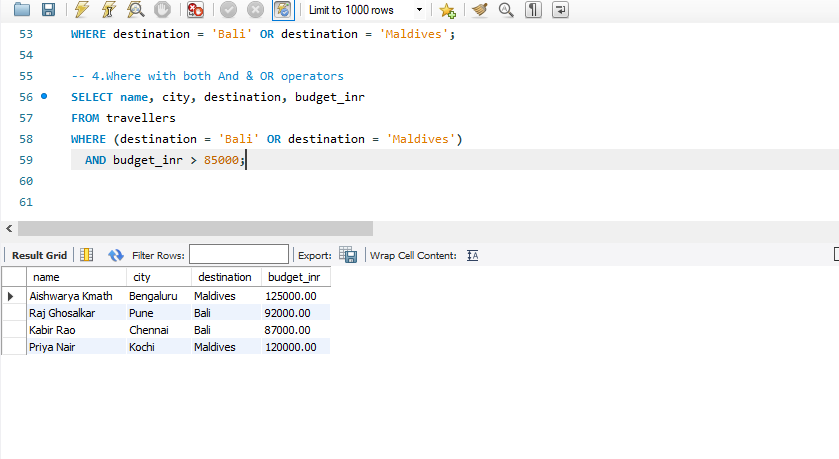 Limit to 1000 rows
53 WHERE destination = 'Bali' OR destination = 'Maldives';
54
55 -- 4.Where with both And & OR operators
56 SELECT name, city, destination, budget_inr
57 FROM travellers
58 WHERE (destination = 'Bali' OR destination = 'Maldives')
59 AND budget_inr > 85000;
60
61
Result Grid Filter Rows: Export: Wrap Cell Content:
name city destination budget_inr
Aishwarya Kmath Bengaluru Maldives 125000.00
Raj Ghosalkar Pune Bali 92000.00
Kabir Rao Chennai Bali 87000.00
Priya Nair Kochi Maldives 120000.00